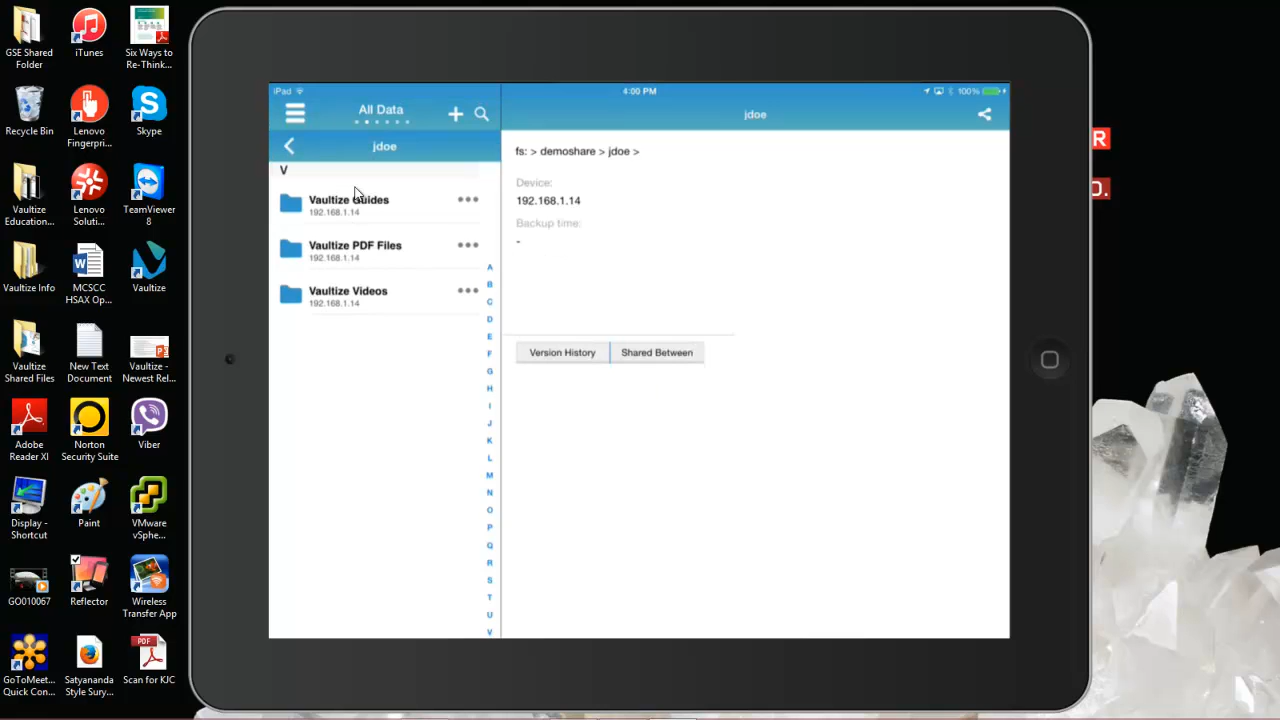 GSE Shared
Folder
iTunes
Six Ways to
Re-Think...
Recycle Bin
Lenovo
Fingerpri...
Skype
Vaultize
Education...
Lenovo
Soluti...
TeamViewer
8
Vaultize Info
MCSCC
HSAX Op...
Vaultize
Vaultize
Shared Files
New Text
Document
Vaultize -
Newest Rel...
Adobe
Reader XI
Norton
Security Suite
Viber
Display -
Shortcut
Paint
VMware
vSphe...
GO010067
Reflector
Wireless
Transfer App
GoToMeet...
Quick Con...
Satyananda
Style Sury...
Scan for KJC
iPad
4:00 PM
100%
All Data
jdoe
V
Vaultize Guides
192.168.1.14
Vaultize PDF Files
192.168.1.14
Vaultize Videos
192.168.1.14
A
B
C
D
E
F
G
H
I
J
K
L
M
N
O
P
Q
R
S
T
U
V
jdoe
fs: > demoshare > jdoe >
Device:
192.168.1.14
Backup time:
-
Version History
Shared Between
R
D.